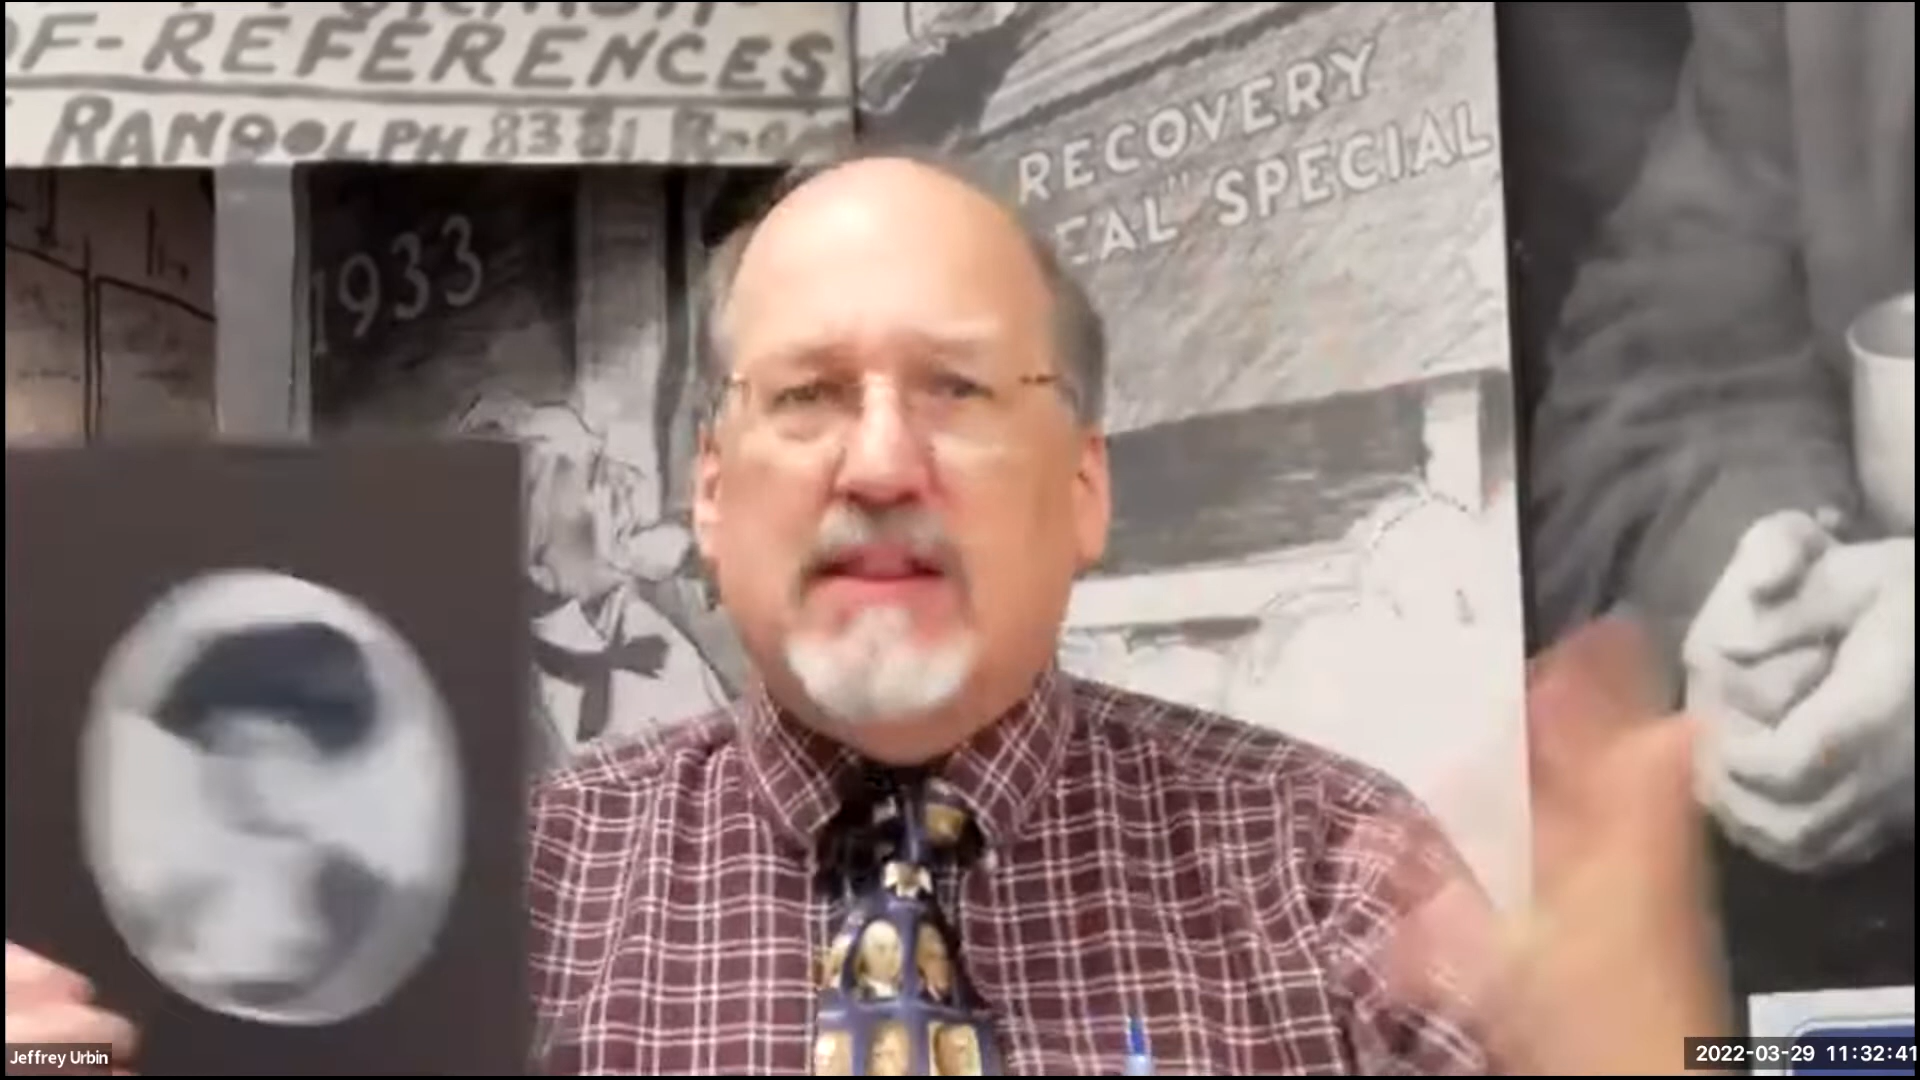 OF-REFERENCES
RANDOLPH 8381
RECOVERY
EAL" SPECIAL
1933
Jeffrey Urbin
2022-03-29 11:32:41